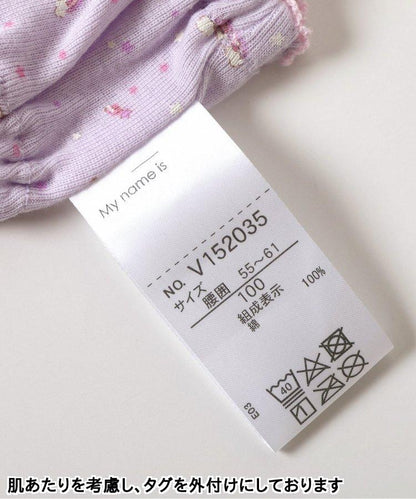 My name is
NO. V152035
サイズ 腰囲 55～61
100
組成表示
綿 100%
40
E03
肌あたりを考慮し、タグを外付けにしております